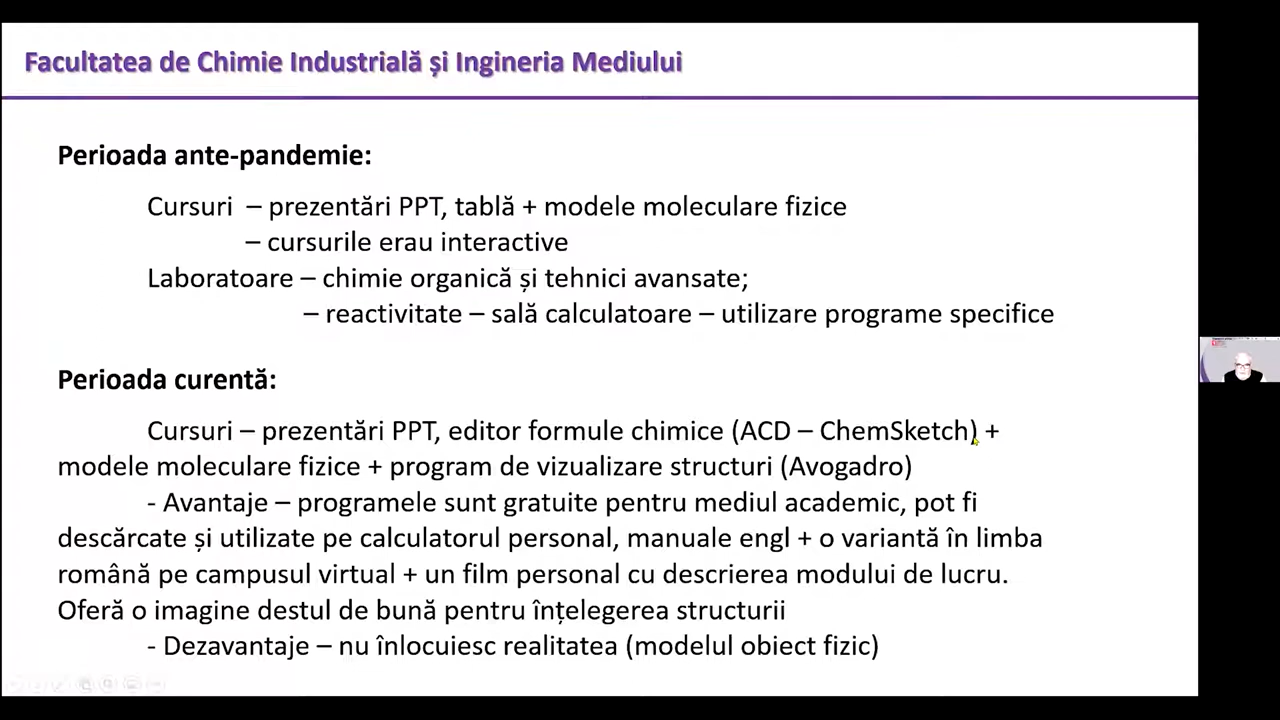 Facultatea de Chimie Industrială și Ingineria Mediului
Perioada ante-pandemie:
Cursuri – prezentări PPT, tablă + modele moleculare fizice
– cursurile erau interactive
Laboratoare – chimie organică și tehnici avansate;
– reactivitate – sală calculatoare – utilizare programe specifice
Perioada curentă:
Cursuri – prezentări PPT, editor formule chimice (ACD – ChemSketch) +
modele moleculare fizice + program de vizualizare structuri (Avogadro)
- Avantaje – programele sunt gratuite pentru mediul academic, pot fi
descărcate și utilizate pe calculatorul personal, manuale engl + o variantă în limba
română pe campusul virtual + un film personal cu descrierea modului de lucru.
Oferă o imagine destul de bună pentru înțelegerea structurii
- Dezavantaje – nu înlocuiesc realitatea (modelul obiect fizic)